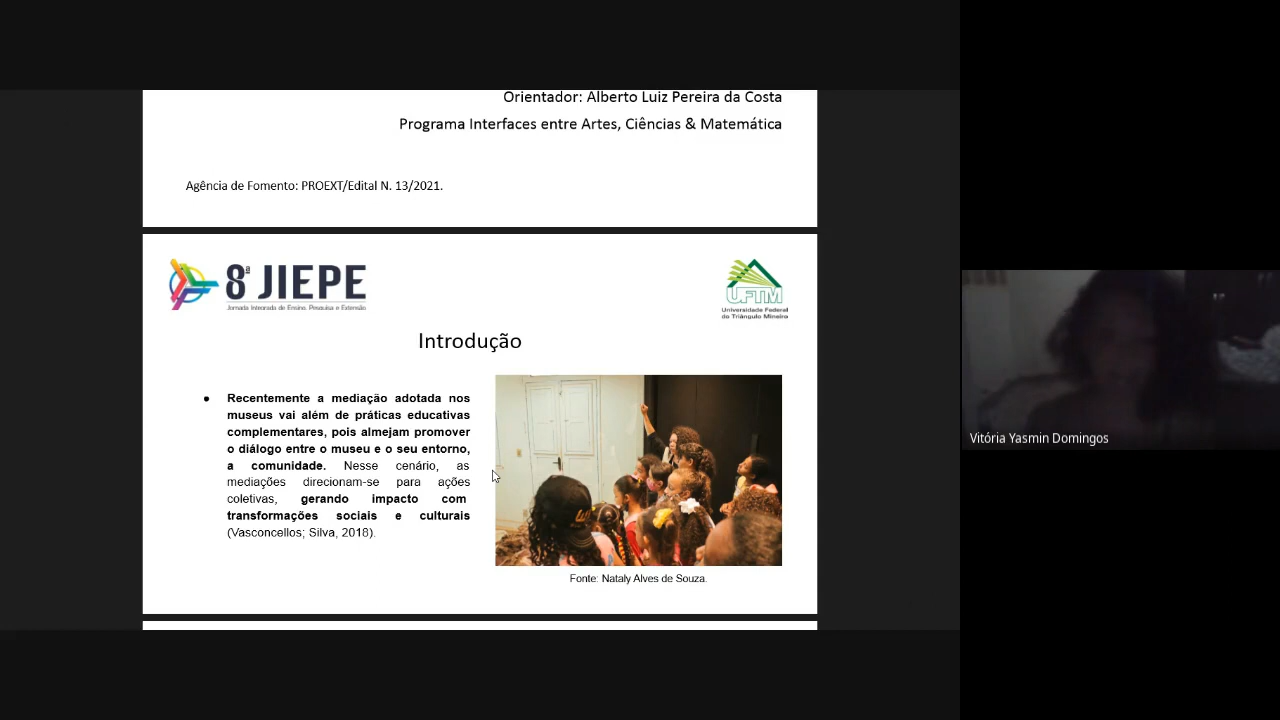 Orientador: Alberto Luiz Pereira da Costa
Programa Interfaces entre Artes, Ciências & Matemática
Agência de Fomento: PROEXT/Edital N. 13/2021.
8ª JIEPE
Jornada Integrada de Ensino, Pesquisa e Extensão
UFTM
Universidade Federal
do Triângulo Mineiro
Introdução
● Recentemente a mediação adotada nos
museus vai além de práticas educativas
complementares, pois almejam promover
o diálogo entre o museu e o seu entorno,
a comunidade. Nesse cenário, as
mediações direcionam-se para ações
coletivas, gerando impacto com
transformações sociais e culturais
(Vasconcellos; Silva, 2018).
Fonte: Nataly Alves de Souza.
Vitória Yasmin Domingos